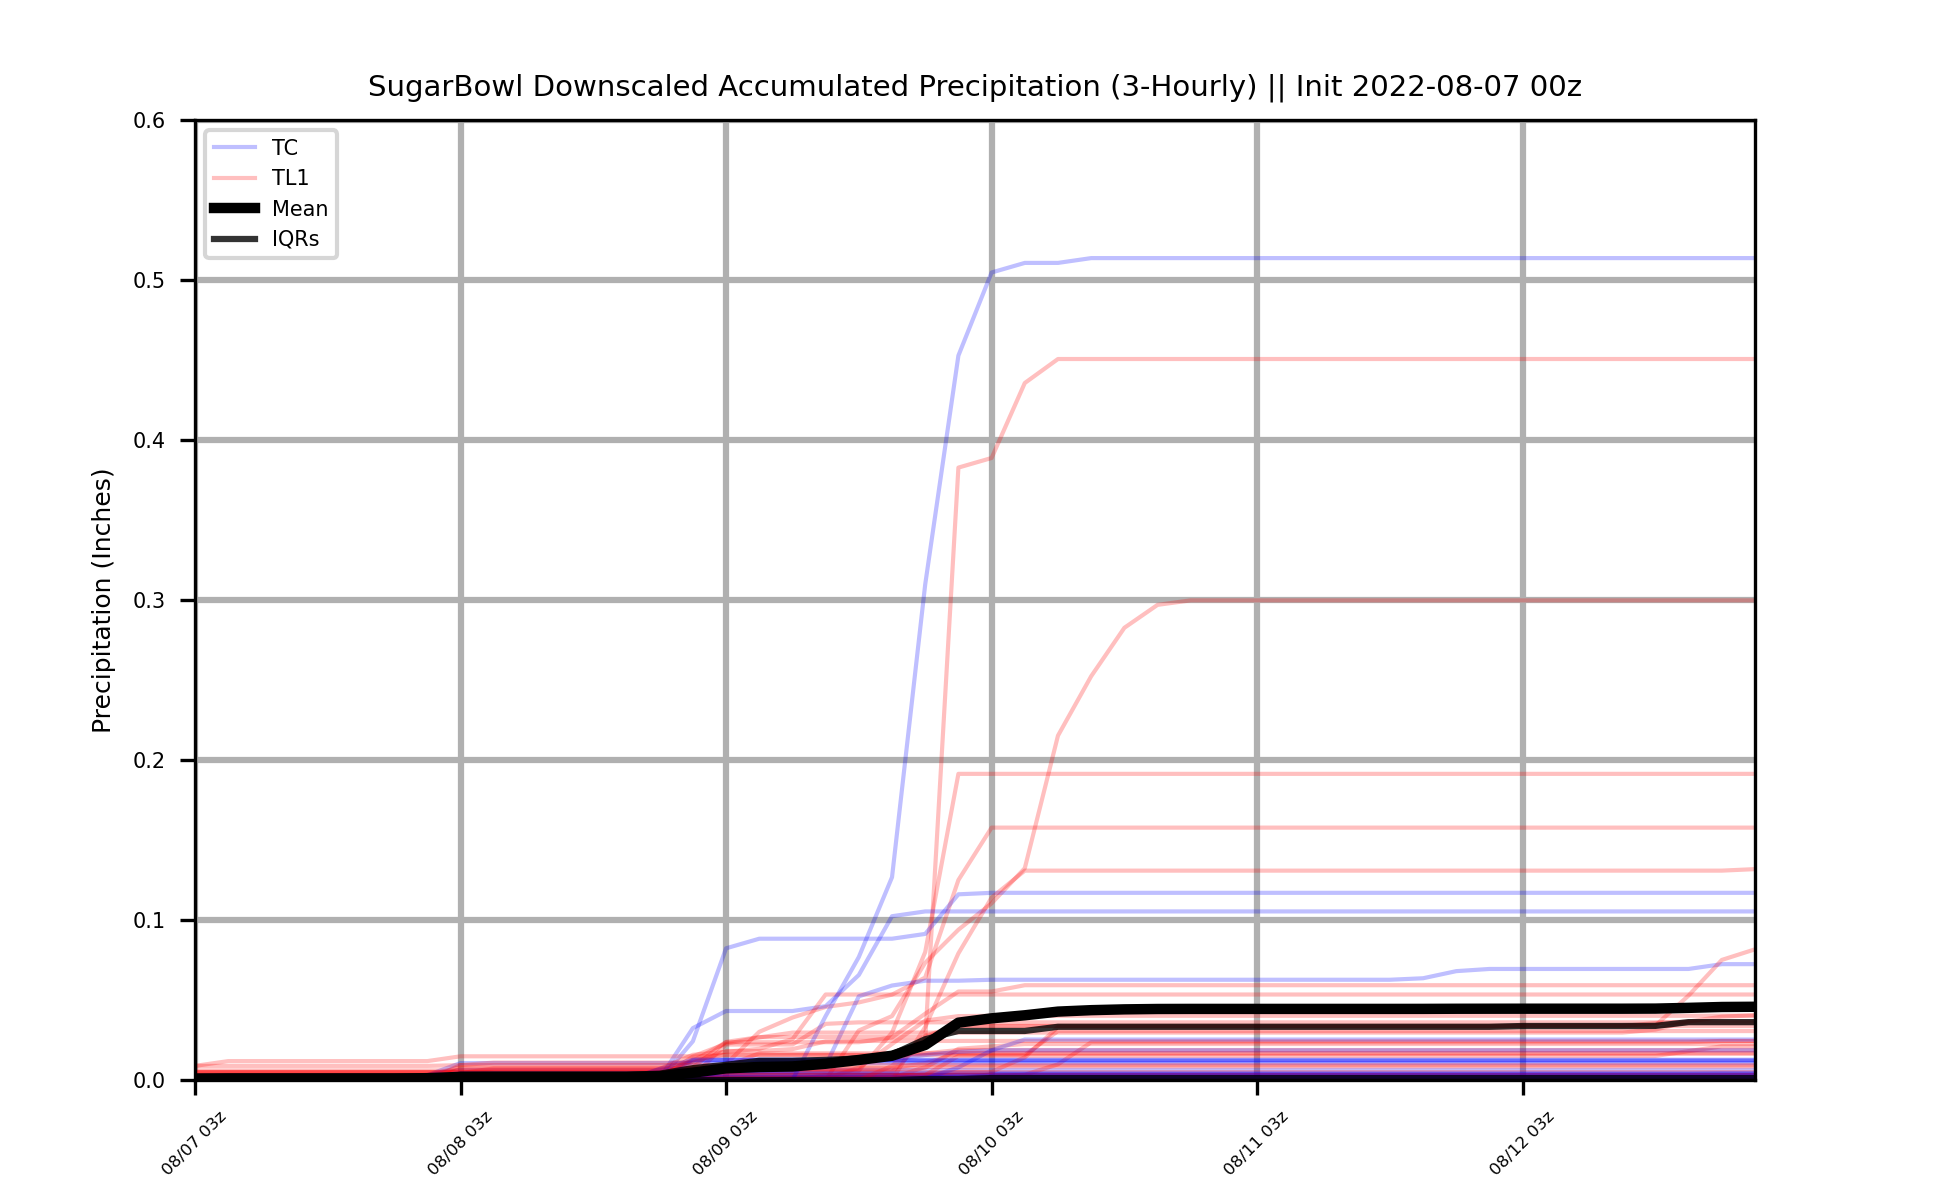 SugarBowl Downscaled Accumulated Precipitation (3-Hourly) || Init 2022-08-07 00z
TC
TL1
Mean
IQRs
Precipitation (Inches)
0.6
0.5
0.4
0.3
0.2
0.1
0.0
08/07 03z
08/08 03z
08/09 03z
08/10 03z
08/11 03z
08/12 03z